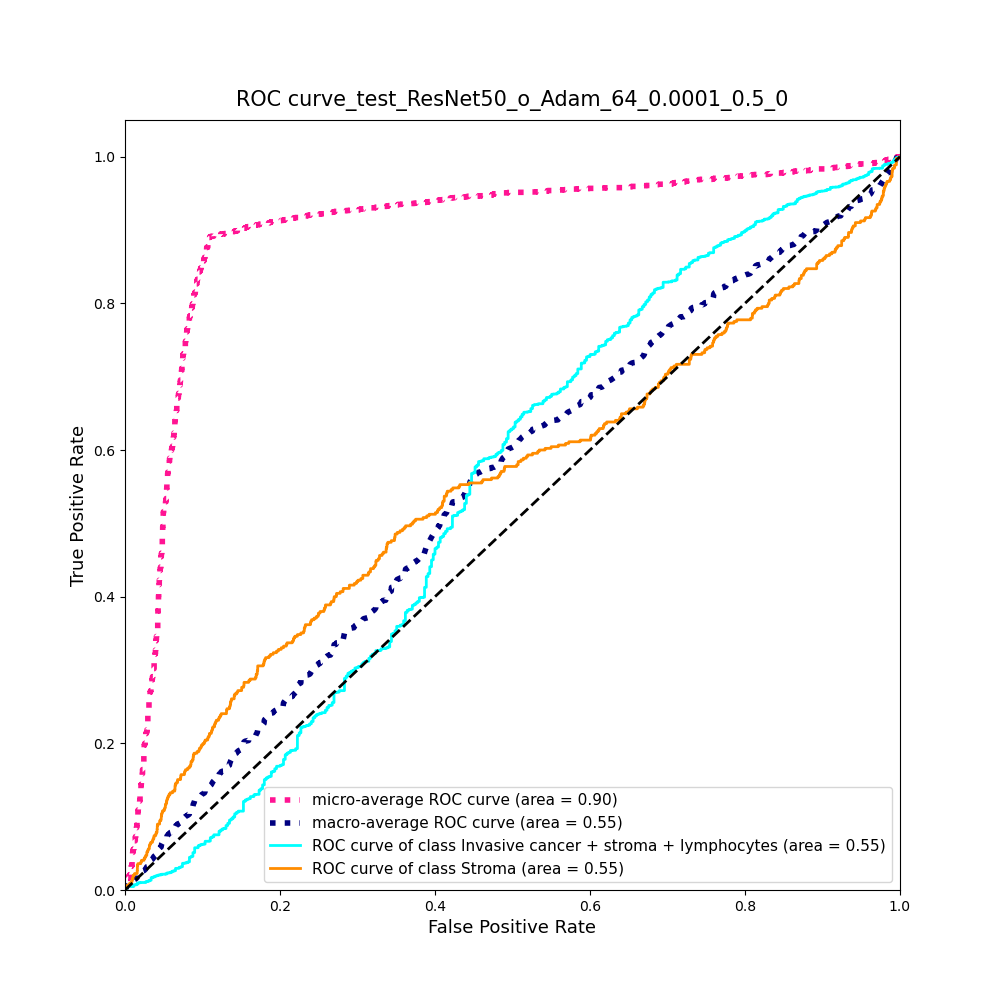 ROC curve_test_ResNet50_o_Adam_64_0.0001_0.5_0
1.0
0.8
0.6
0.4
0.2
0.0
True Positive Rate
micro-average ROC curve (area = 0.90)
macro-average ROC curve (area = 0.55)
ROC curve of class Invasive cancer + stroma + lymphocytes (area = 0.55)
ROC curve of class Stroma (area = 0.55)
0.0 0.2 0.4 0.6 0.8 1.0
False Positive Rate